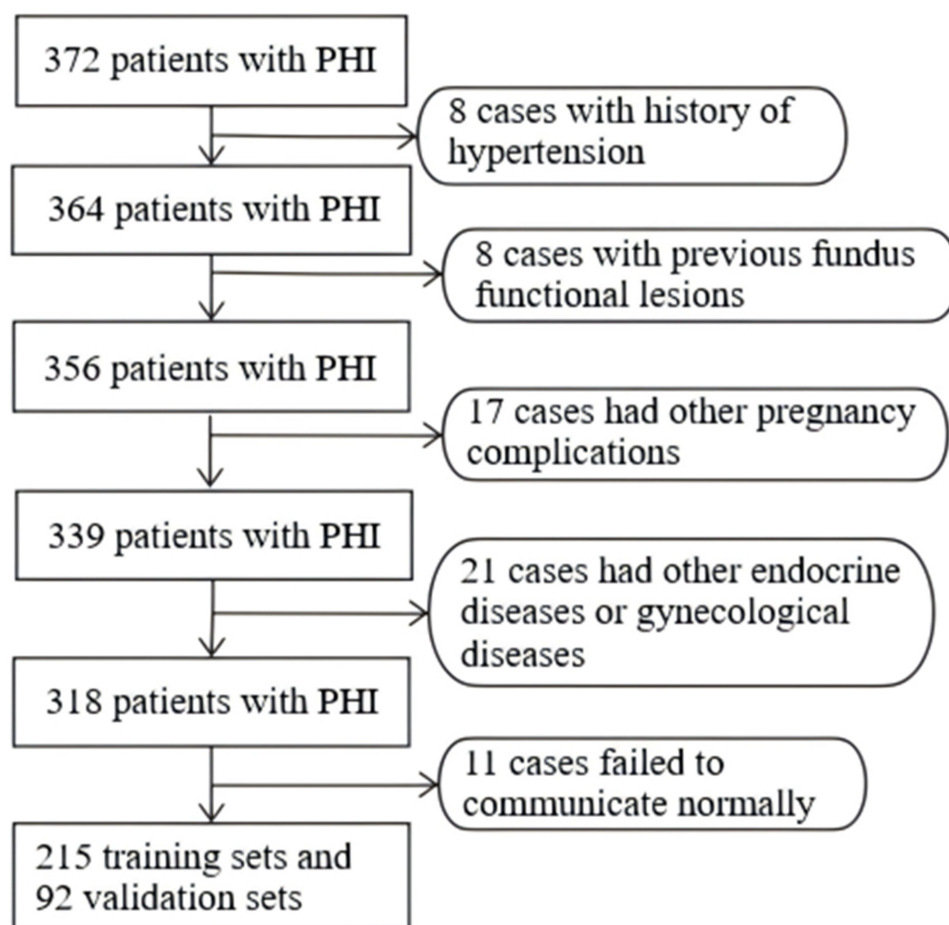 372 patients with PHI
8 cases with history of
hypertension
364 patients with PHI
8 cases with previous fundus
functional lesions
356 patients with PHI
17 cases had other pregnancy
complications
339 patients with PHI
21 cases had other endocrine
diseases or gynecological
diseases
318 patients with PHI
11 cases failed to
communicate normally
215 training sets and
92 validation sets